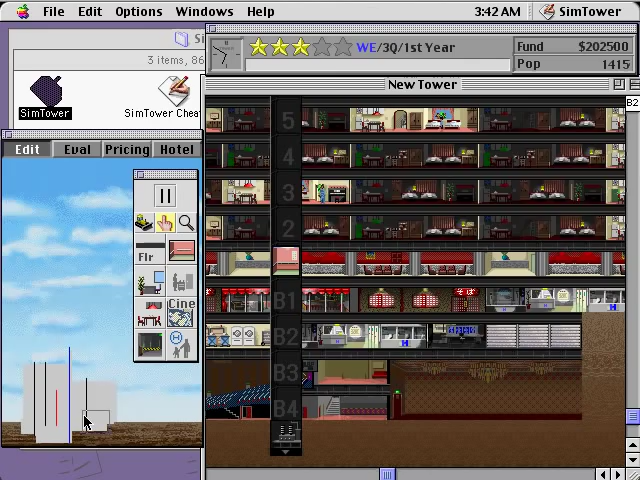 File Edit Options Windows Help 3:42 AM SimTower
3 items, 86
WE/3Q/1st Year
Fund $202500
Pop 1415
New Tower
SimTower
SimTower Chea
B2
Edit Eval Pricing Hotel
Flr
Cine
5
4
3
2
B1
H
B2
H
B3
B4